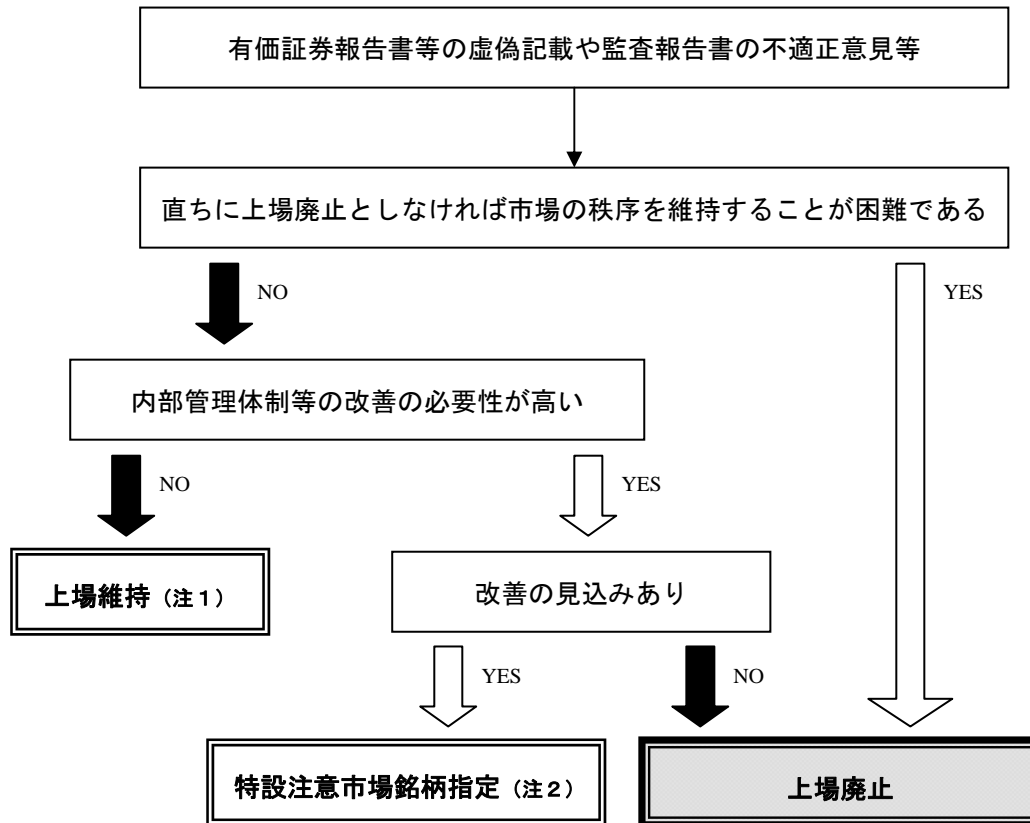 有価証券報告書等の虚偽記載や監査報告書の不適正意見等
直ちに上場廃止としなければ市場の秩序を維持することが困難である
NO
YES
内部管理体制等の改善の必要性が高い
NO
YES
上場維持（注１）
改善の見込みあり
YES
NO
特設注意市場銘柄指定（注２）
上場廃止